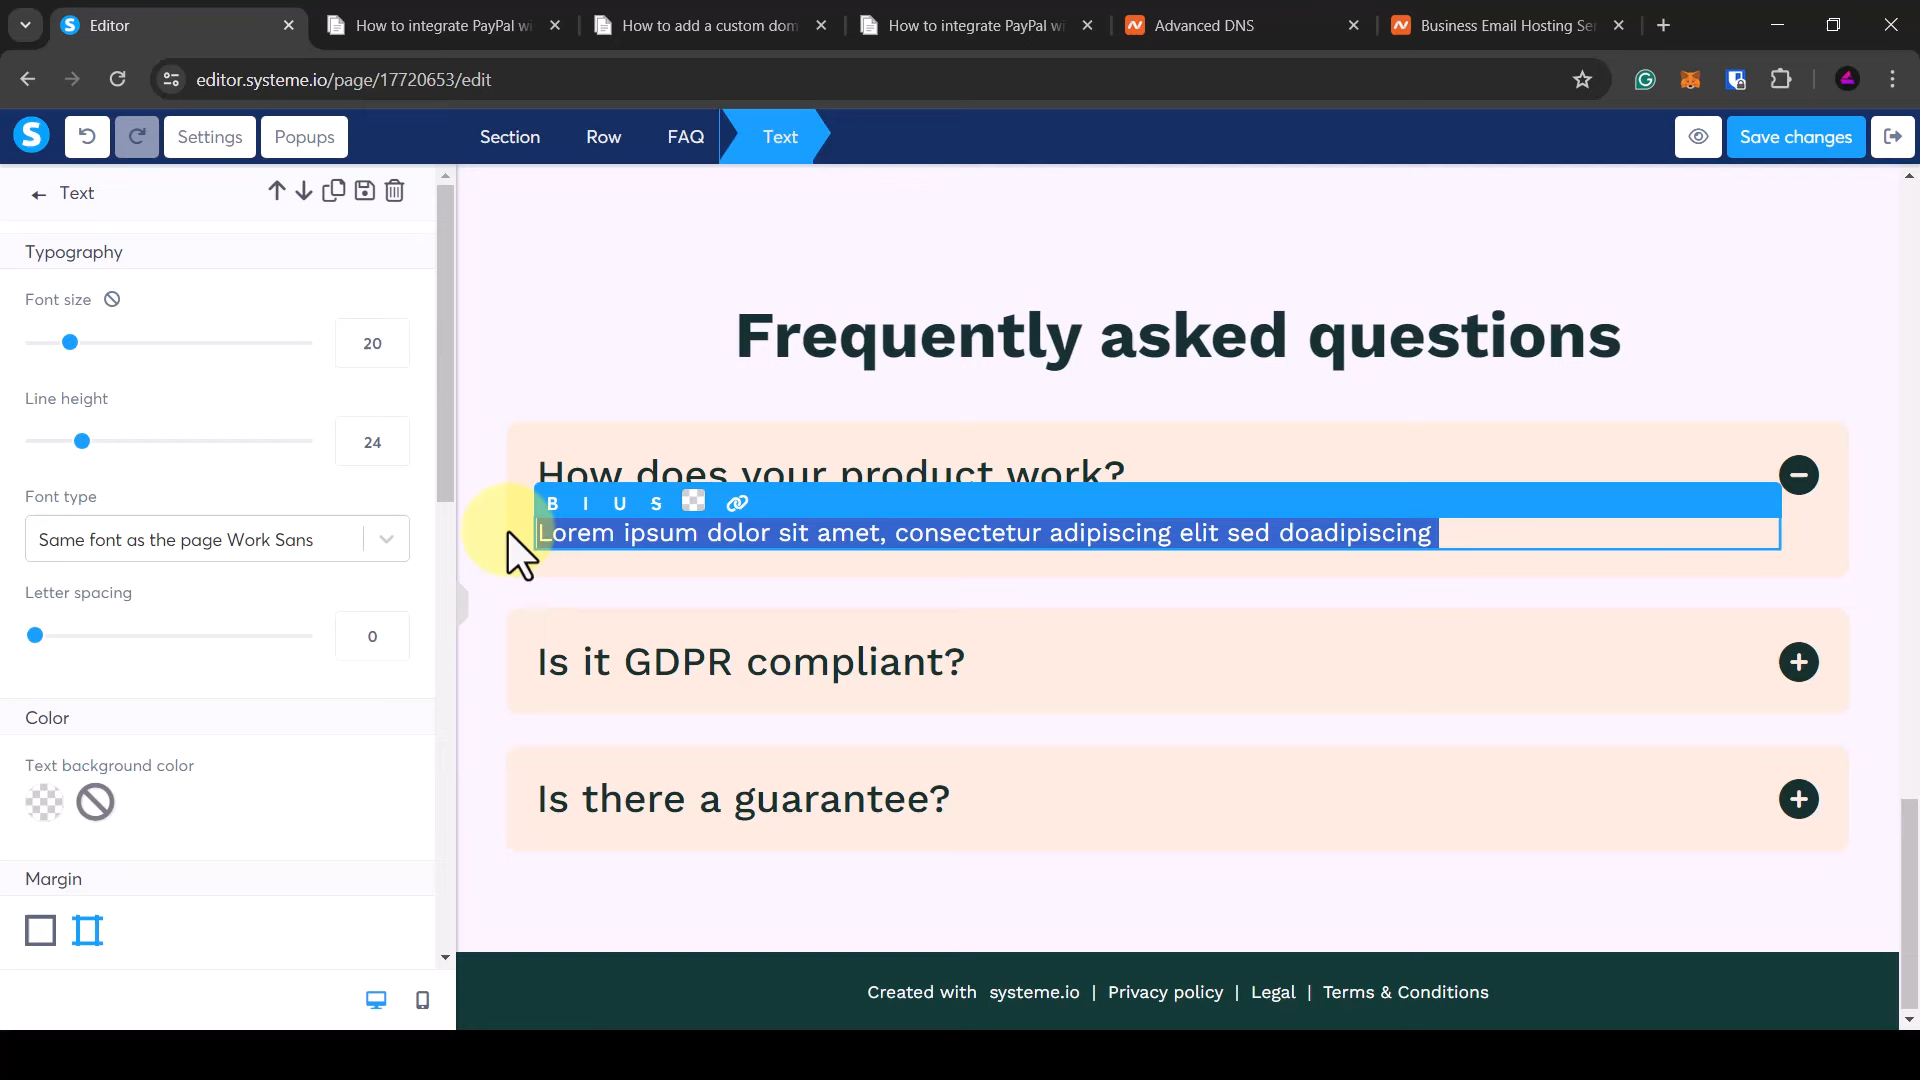 Editor
How to integrate PayPal wi
How to add a custom dom
How to integrate PayPal wi
Advanced DNS
Business Email Hosting Ser
editor.systeme.io/page/17720653/edit
S
Settings
Popups
Section
Row
FAQ
Text
Save changes
Text
Typography
Font size
20
Line height
24
Font type
Same font as the page Work Sans
Letter spacing
0
Color
Text background color
Margin
Frequently asked questions
How does your product work?
B I U S
Lorem ipsum dolor sit amet, consectetur adipiscing elit sed doadipiscing
Is it GDPR compliant?
Is there a guarantee?
Created with systeme.io | Privacy policy | Legal | Terms & Conditions